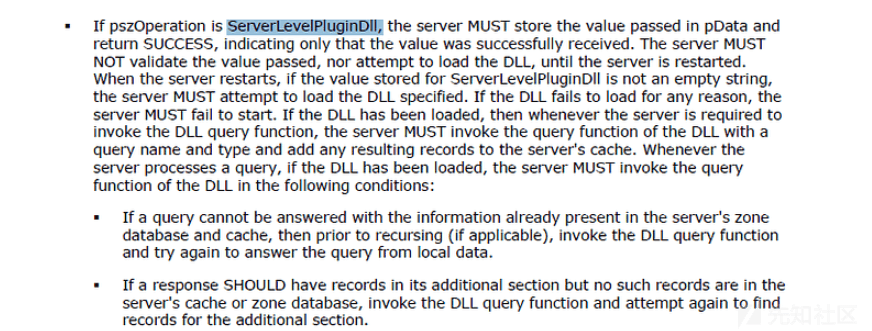 ▪ If pszOperation is ServerLevelPluginDll, the server MUST store the value passed in pData and
return SUCCESS, indicating only that the value was successfully received. The server MUST
NOT validate the value passed, nor attempt to load the DLL, until the server is restarted.
When the server restarts, if the value stored for ServerLevelPluginDll is not an empty string,
the server MUST attempt to load the DLL specified. If the DLL fails to load for any reason, the
server MUST fail to start. If the DLL has been loaded, then whenever the server is required to
invoke the DLL query function, the server MUST invoke the query function of the DLL with a
query name and type and add any resulting records to the server's cache. Whenever the
server processes a query, if the DLL has been loaded, the server MUST invoke the query
function of the DLL in the following conditions:
▪ If a query cannot be answered with the information already present in the server's zone
database and cache, then prior to recursing (if applicable), invoke the DLL query function
and try again to answer the query from local data.
▪ If a response SHOULD have records in its additional section but no such records are in the
server's cache or zone database, invoke the DLL query function and attempt again to find
records for the additional section.
先知社区